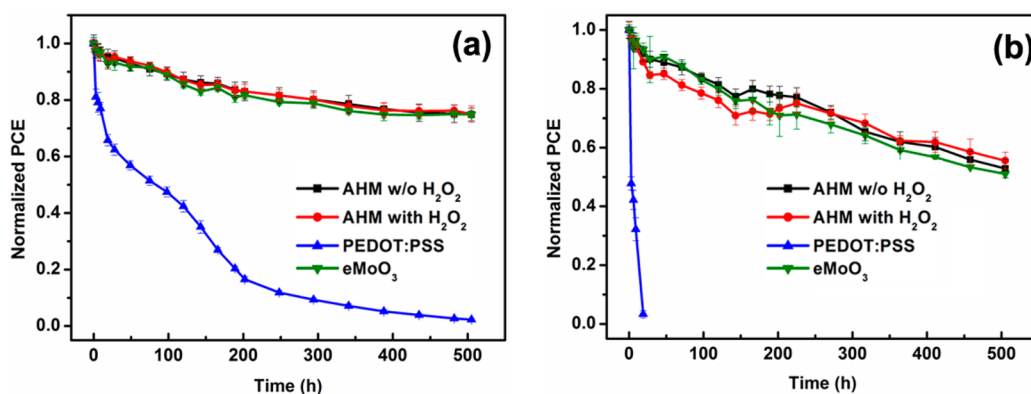 (a)
Normalized PCE
1.0
0.8
0.6
0.4
0.2
0.0
AHM w/o H₂O₂
AHM with H₂O₂
PEDOT:PSS
eMoO₃
0 100 200 300 400 500
Time (h)
(b)
Normalized PCE
1.0
0.8
0.6
0.4
0.2
0.0
AHM w/o H₂O₂
AHM with H₂O₂
PEDOT:PSS
eMoO₃
0 100 200 300 400 500
Time (h)